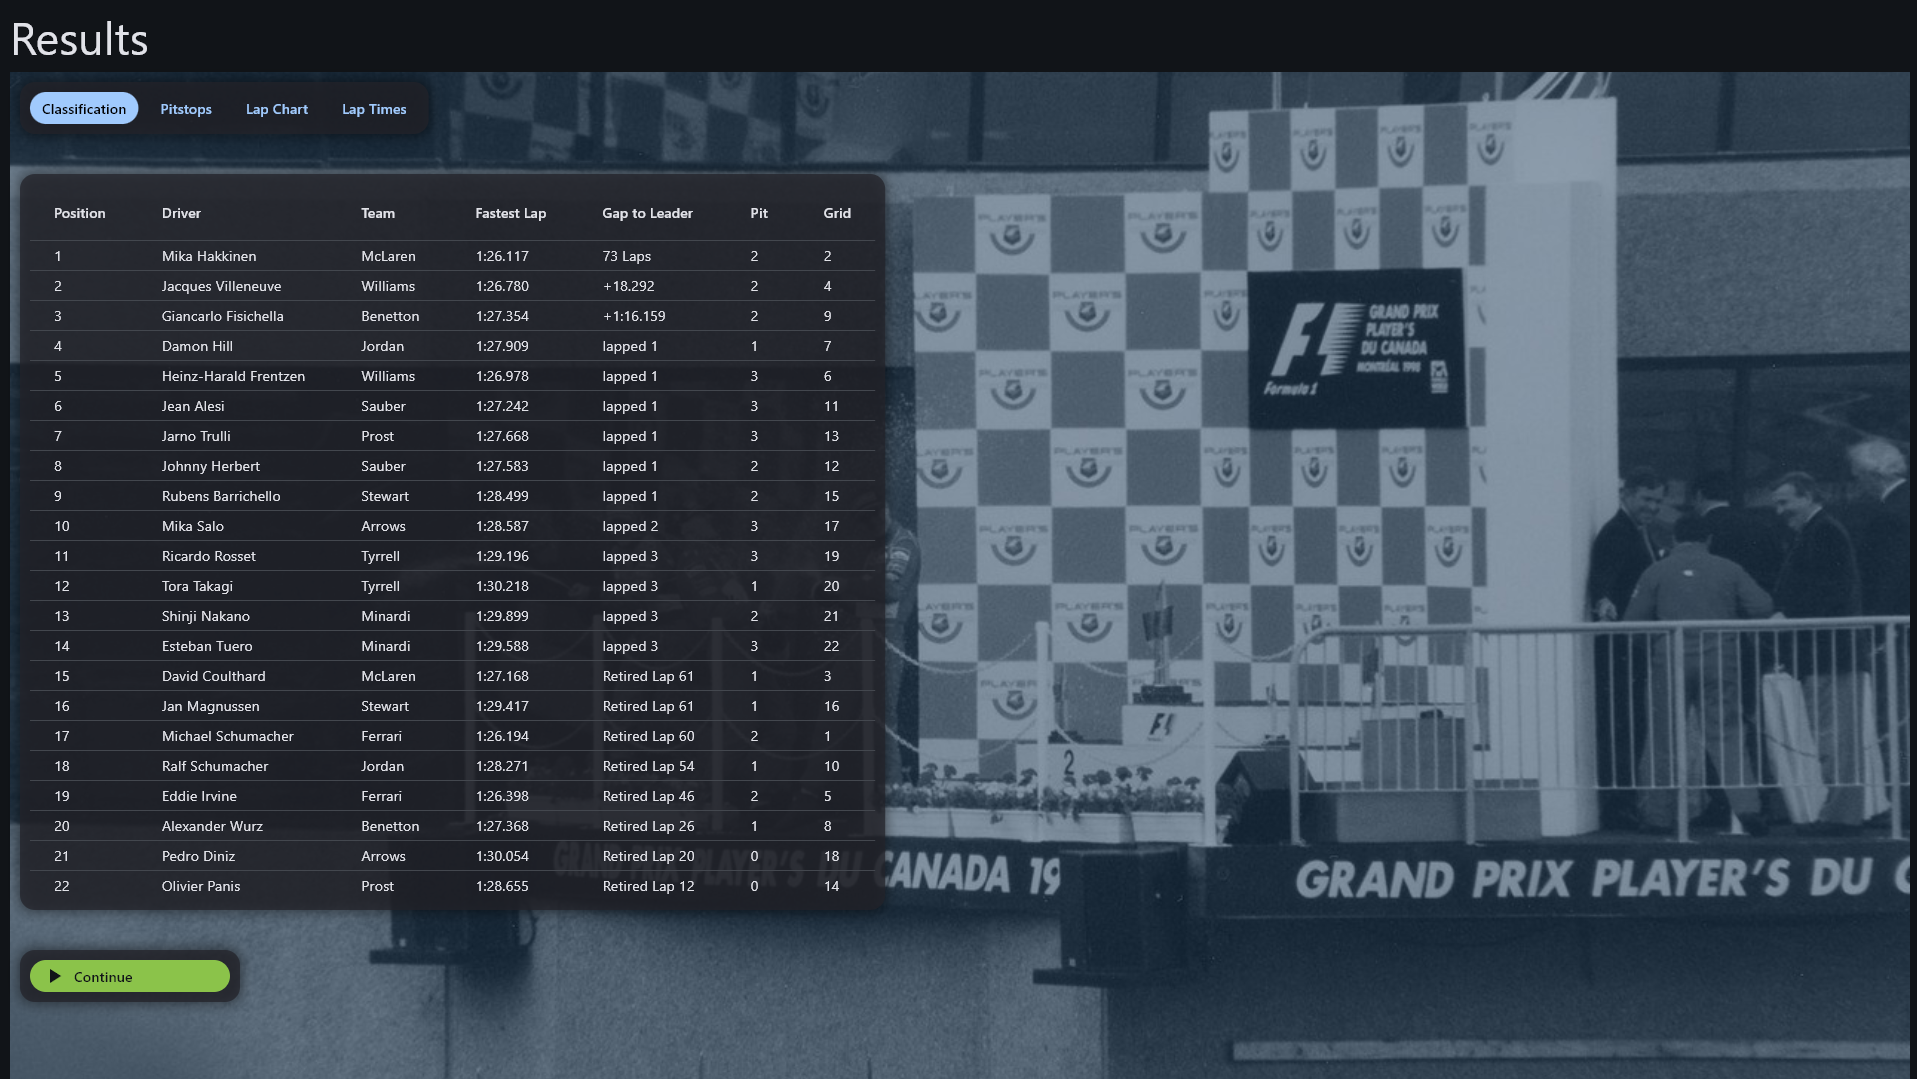 Results
Classification Pitstops Lap Chart Lap Times
Position Driver Team Fastest Lap Gap to Leader Pit Grid
1 Mika Hakkinen McLaren 1:26.117 73 Laps 2 2
2 Jacques Villeneuve Williams 1:26.780 +18.292 2 4
3 Giancarlo Fisichella Benetton 1:27.354 +1:16.159 2 9
4 Damon Hill Jordan 1:27.909 lapped 1 1 7
5 Heinz-Harald Frentzen Williams 1:26.978 lapped 1 3 6
6 Jean Alesi Sauber 1:27.242 lapped 1 3 11
7 Jarno Trulli Prost 1:27.668 lapped 1 3 13
8 Johnny Herbert Sauber 1:27.583 lapped 1 2 12
9 Rubens Barrichello Stewart 1:28.499 lapped 1 2 15
10 Mika Salo Arrows 1:28.587 lapped 2 3 17
11 Ricardo Rosset Tyrrell 1:29.196 lapped 3 3 19
12 Tora Takagi Tyrrell 1:30.218 lapped 3 1 20
13 Shinji Nakano Minardi 1:29.899 lapped 3 2 21
14 Esteban Tuero Minardi 1:29.588 lapped 3 3 22
15 David Coulthard McLaren 1:27.168 Retired Lap 61 1 3
16 Jan Magnussen Stewart 1:29.417 Retired Lap 61 1 16
17 Michael Schumacher Ferrari 1:26.194 Retired Lap 60 2 1
18 Ralf Schumacher Jordan 1:28.271 Retired Lap 54 1 10
19 Eddie Irvine Ferrari 1:26.398 Retired Lap 46 2 5
20 Alexander Wurz Benetton 1:27.368 Retired Lap 26 1 8
21 Pedro Diniz Arrows 1:30.054 Retired Lap 20 0 18
22 Olivier Panis Prost 1:28.655 Retired Lap 12 0 14
Continue
PLAYER'S
F1
Formula 1
GRAND PRIX
PLAYER'S
DU CANADA
MONTRÉAL 1998
F1
2
GRAND PRIX PLAYER'S DU CANADA 19
GRAND PRIX PLAYER'S DU C